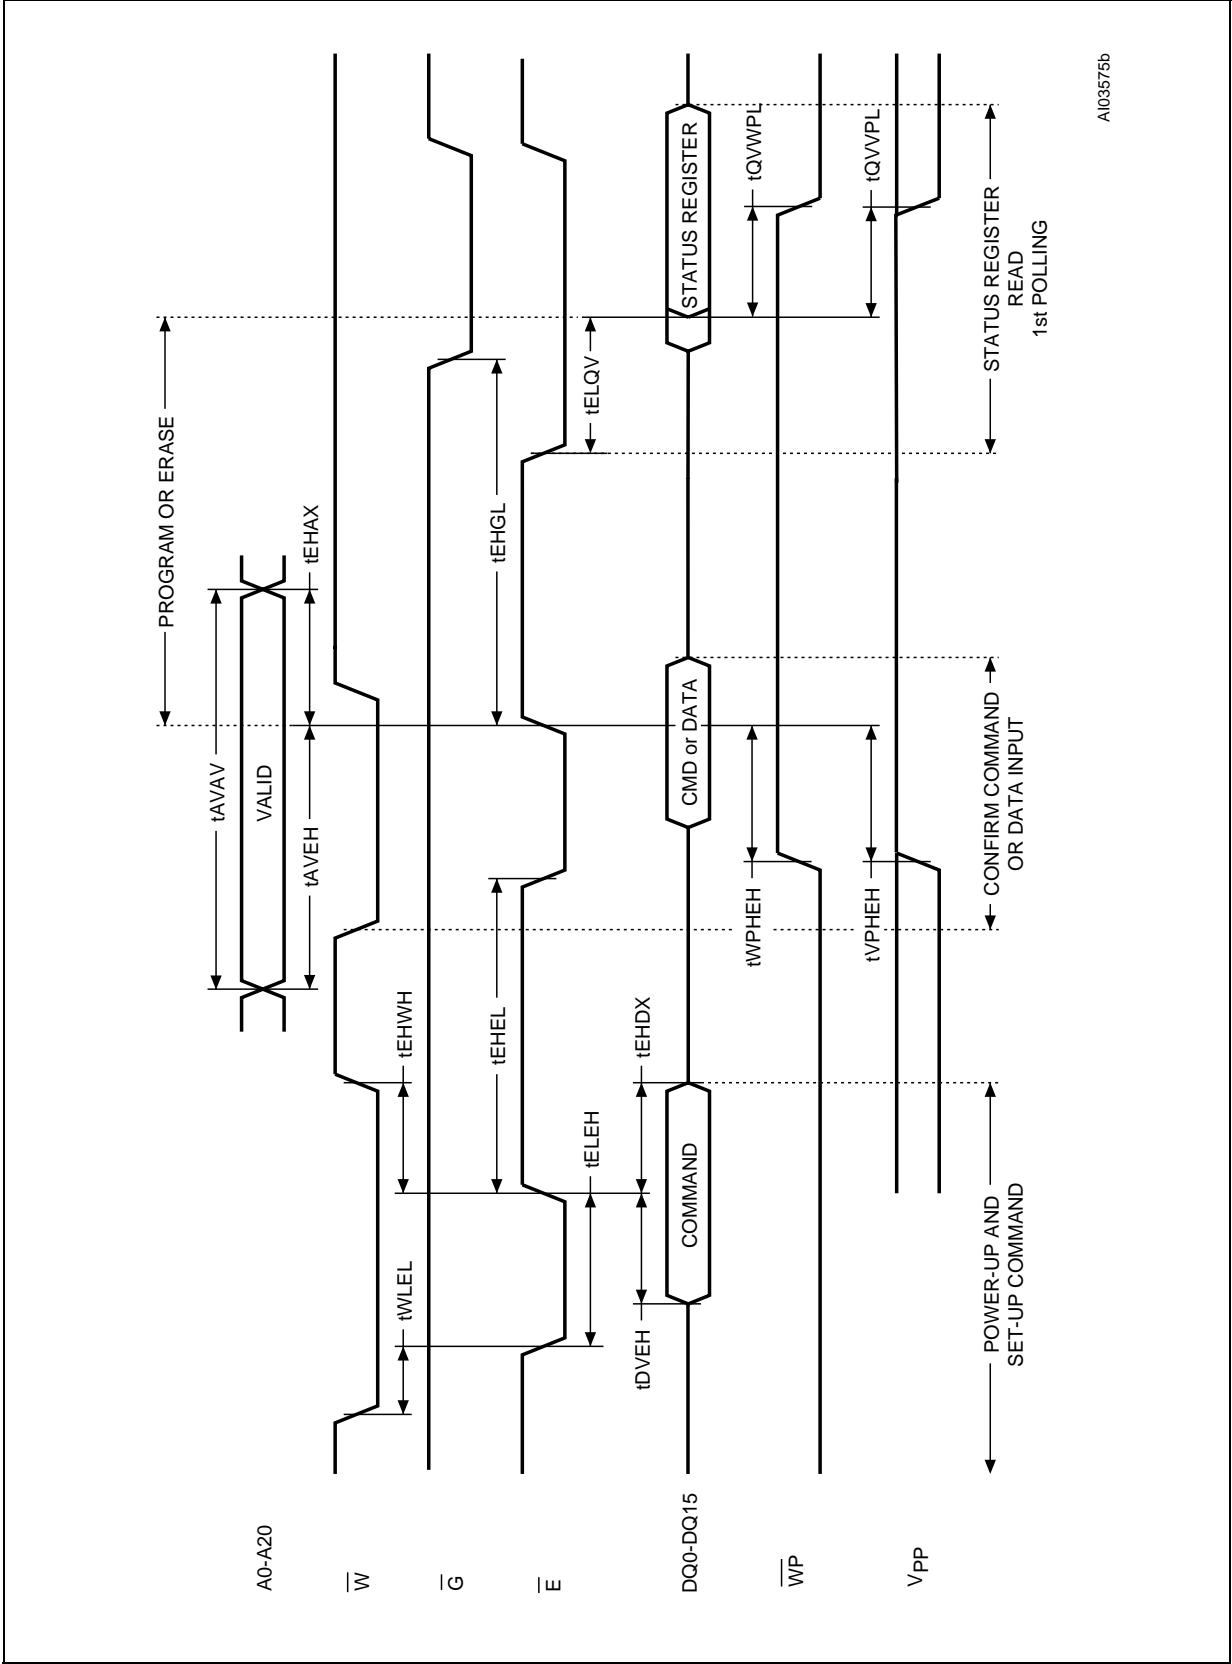 PROGRAM OR ERASE
tAVAV
A0-A20
VALID
tAVEH
tEHAX
W
tWLEL
tEHWH
G
tEHEL
tEHGL
E
tELEH
tELQV
tDVEH
tEHDX
DQ0-DQ15
COMMAND
CMD or DATA
STATUS REGISTER
tWPHEH
tQVWPL
WP
tVPHEH
tQVVPL
VPP
POWER-UP AND
SET-UP COMMAND
CONFIRM COMMAND
OR DATA INPUT
STATUS REGISTER
READ
1st POLLING
AI03575b